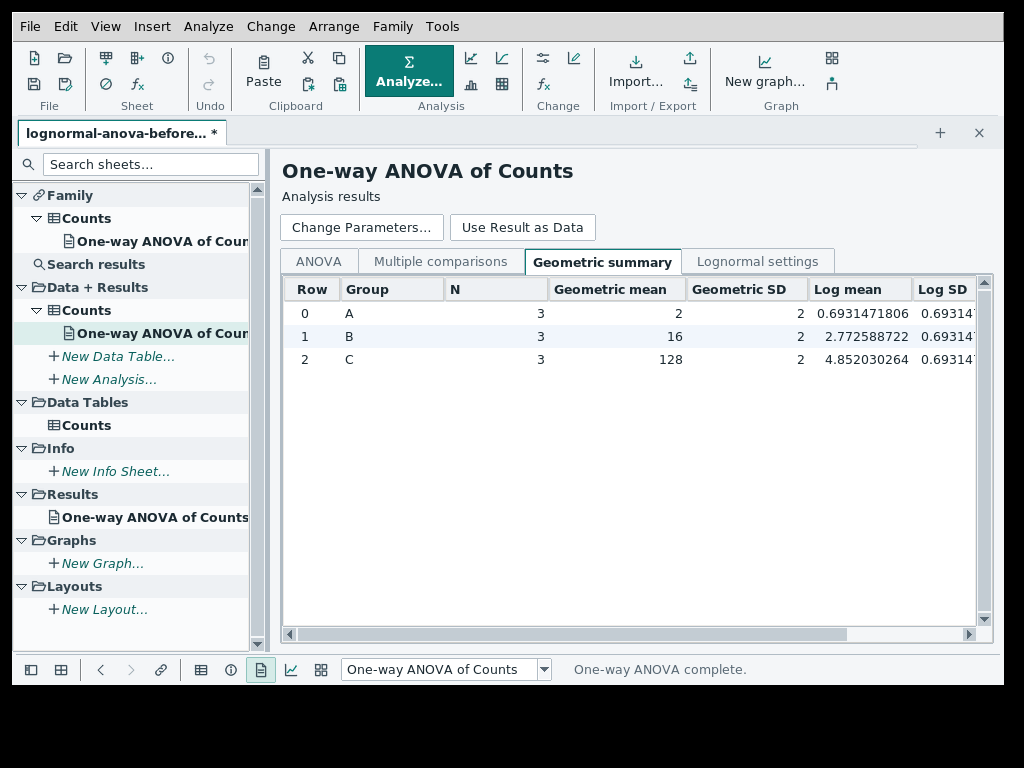 File Edit View Insert Analyze Change Arrange Family Tools
Paste Analyze... Import... New graph...
File Sheet Undo Clipboard Analysis Change Import / Export Graph
lognormal-anova-before... *
Search sheets...
Family
Counts
One-way ANOVA of Coun
Search results
Data + Results
Counts
One-way ANOVA of Coun
New Data Table...
New Analysis...
Data Tables
Counts
Info
New Info Sheet...
Results
One-way ANOVA of Counts
Graphs
New Graph...
Layouts
New Layout...
One-way ANOVA of Counts
Analysis results
Change Parameters... Use Result as Data
ANOVA Multiple comparisons Geometric summary Lognormal settings
Row Group N Geometric mean Geometric SD Log mean Log SD
0 A 3 2 2 0.6931471806 0.69314
1 B 3 16 2 2.772588722 0.69314
2 C 3 128 2 4.852030264 0.69314
One-way ANOVA of Counts One-way ANOVA complete.